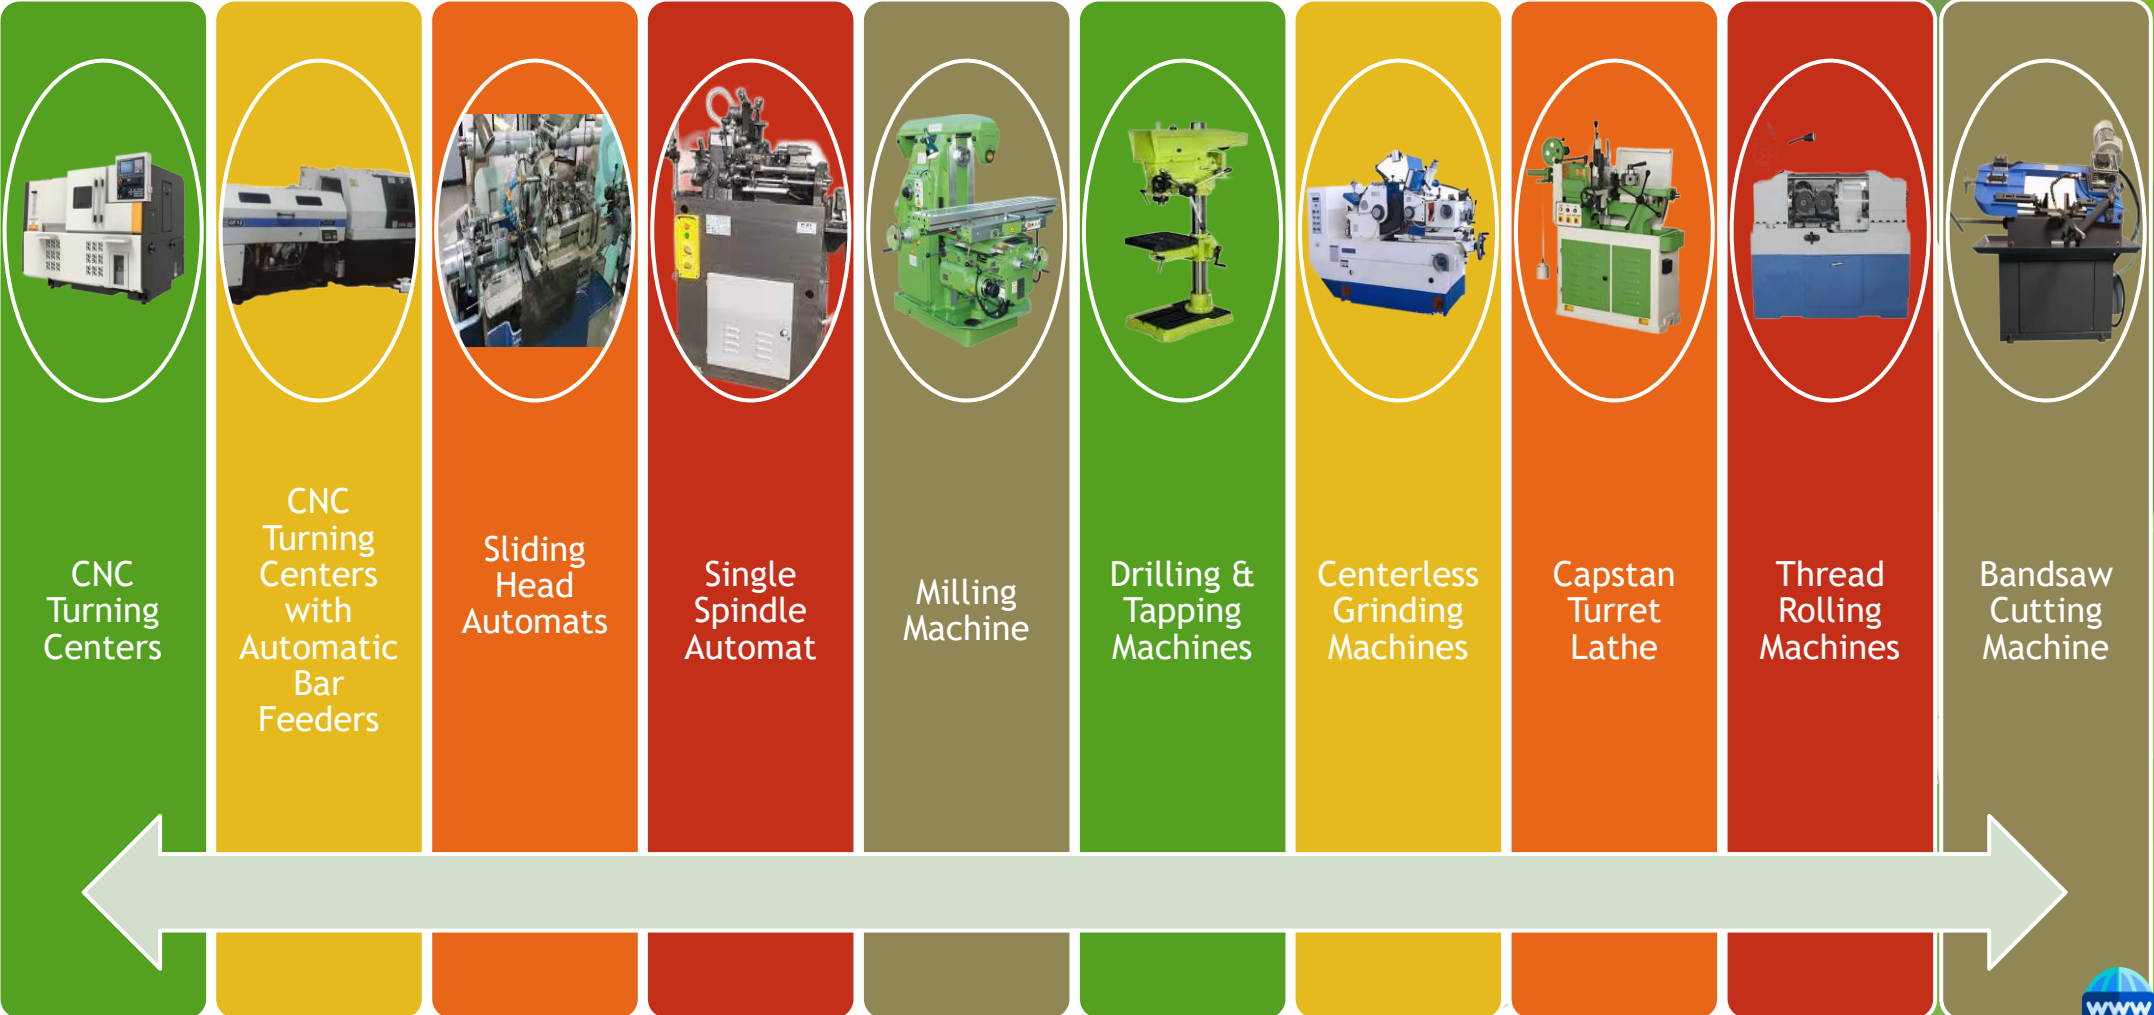 CNC
Turning
Centers
CNC
Turning
Centers
with
Automatic
Bar
Feeders
Sliding
Head
Automats
Single
Spindle
Automat
Milling
Machine
Drilling &
Tapping
Machines
Centerless
Grinding
Machines
Capstan
Turret
Lathe
Thread
Rolling
Machines
Bandsaw
Cutting
Machine
www